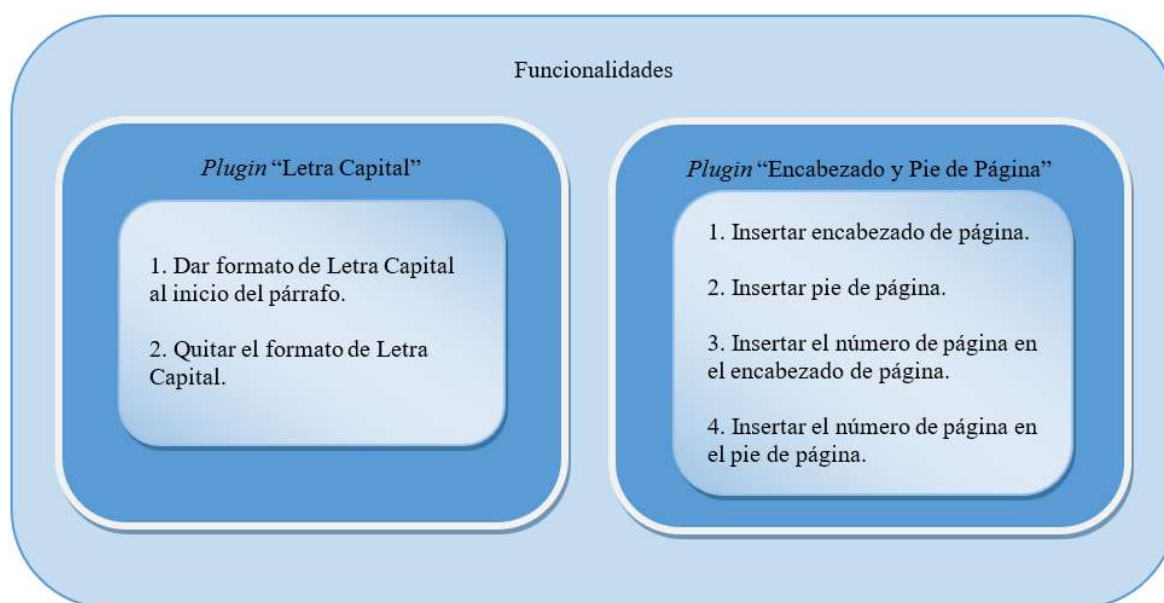 Funcionalidades
Plugin “Letra Capital”
1. Dar formato de Letra Capital
al inicio del párrafo.
2. Quitar el formato de Letra
Capital.
Plugin “Encabezado y Pie de Página”
1. Insertar encabezado de página.
2. Insertar pie de página.
3. Insertar el número de página en
el encabezado de página.
4. Insertar el número de página en
el pie de página.